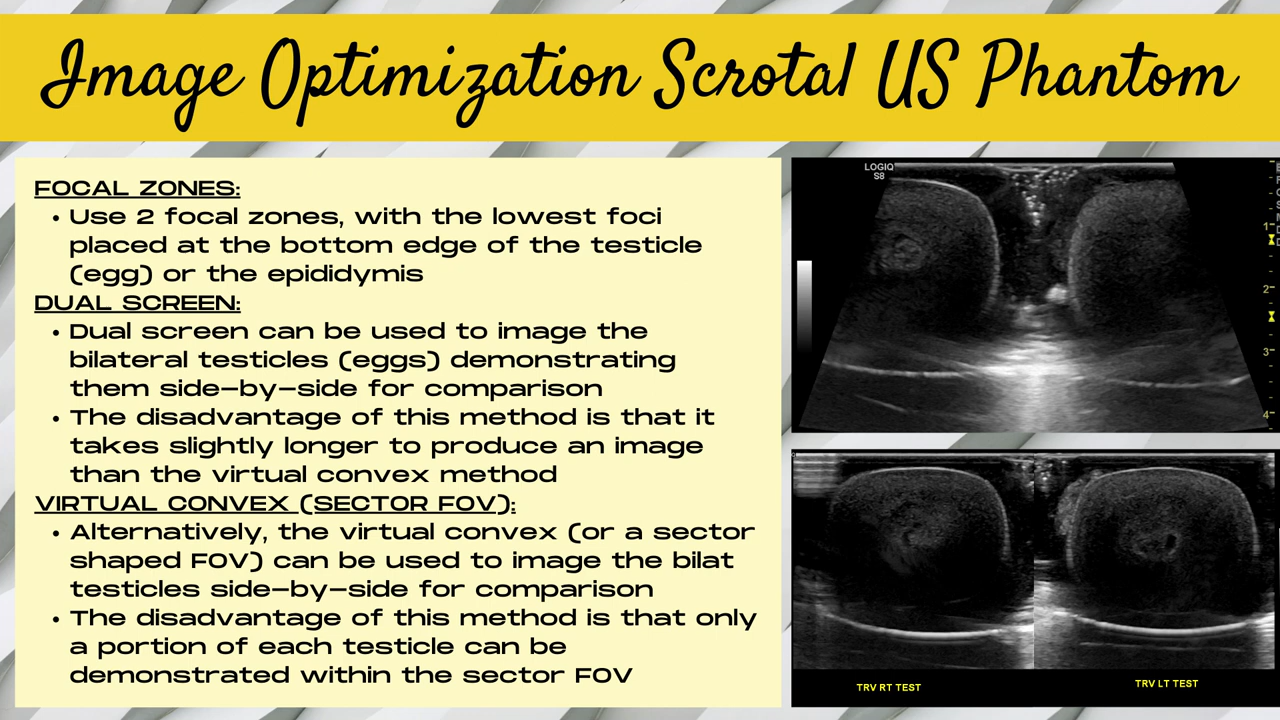 Image Optimization Scrotal US Phantom
FOCAL ZONES:
• Use 2 focal zones, with the lowest foci
placed at the bottom edge of the testicle
(egg) or the epididymis
DUAL SCREEN:
• Dual screen can be used to image the
bilateral testicles (eggs) demonstrating
them side-by-side for comparison
• The disadvantage of this method is that it
takes slightly longer to produce an image
than the virtual convex method
VIRTUAL CONVEX (SECTOR FOV):
• Alternatively, the virtual convex (or a sector
shaped FOV) can be used to image the bilat
testicles side-by-side for comparison
• The disadvantage of this method is that only
a portion of each testicle can be
demonstrated within the sector FOV
LOGIQ
S8
1
2
3
4
TRV RT TEST
TRV LT TEST